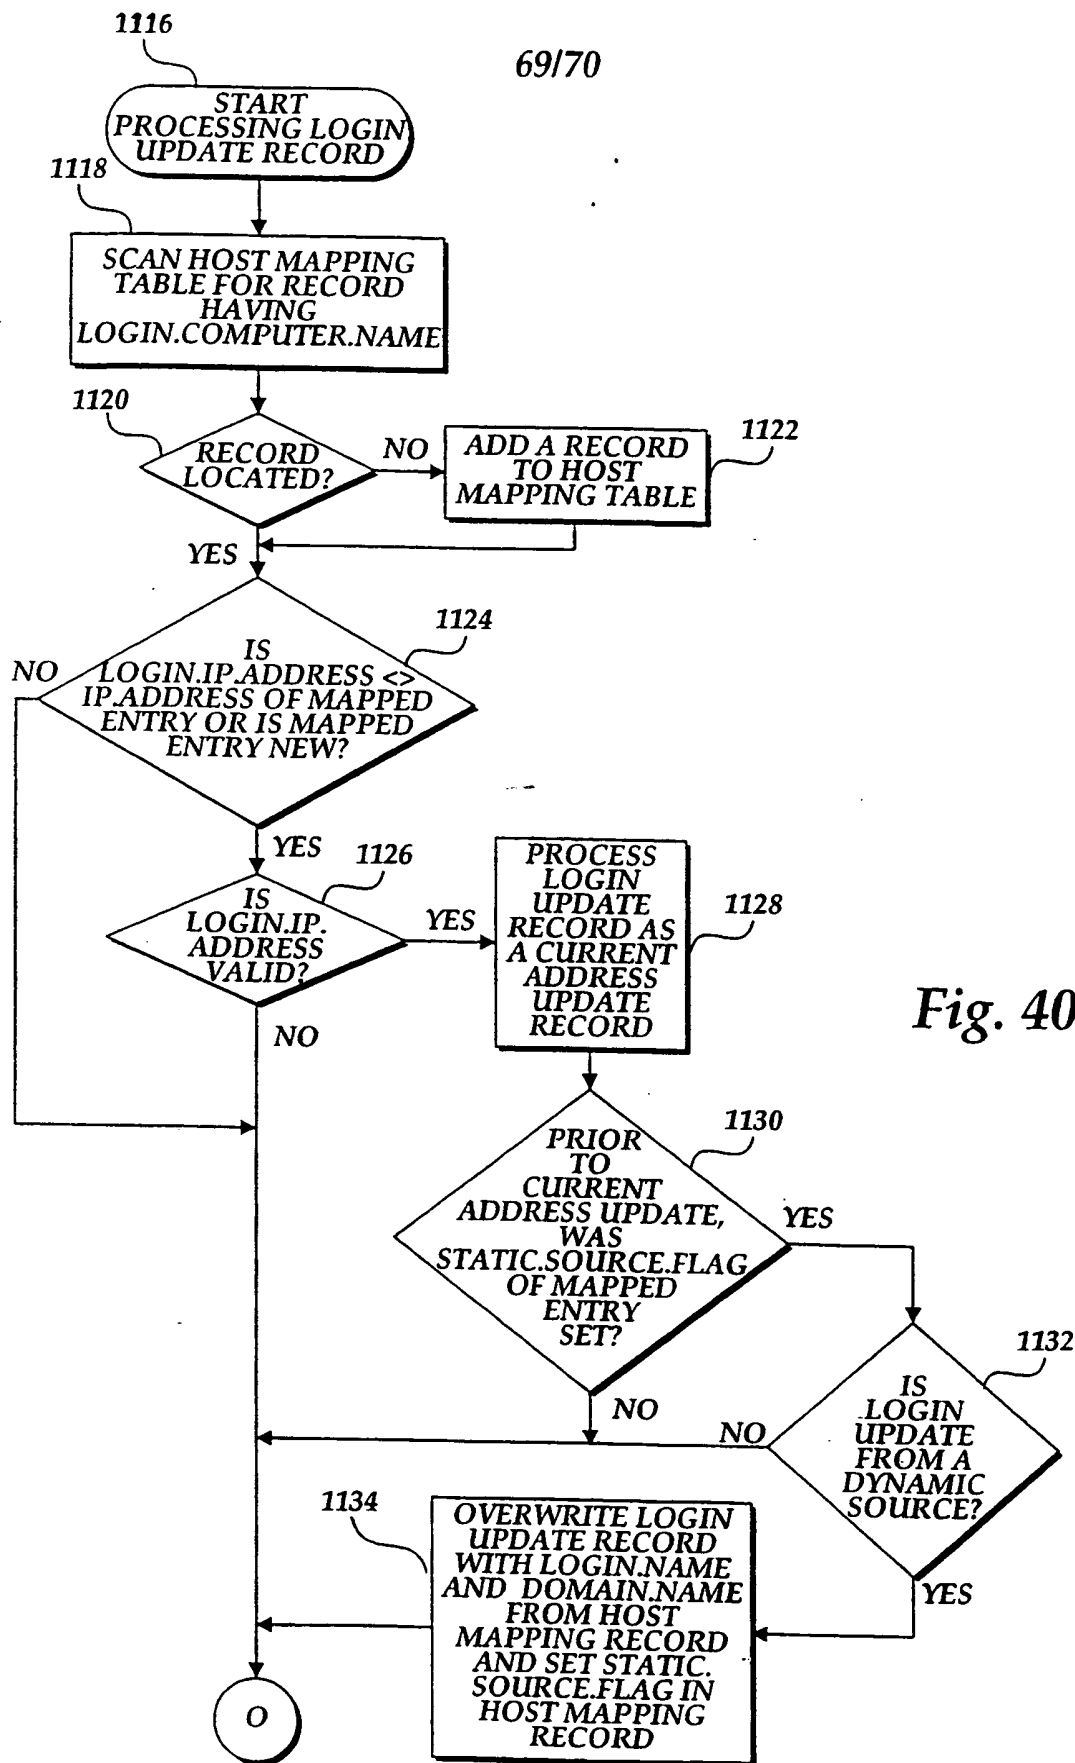 1116
69/70
START
PROCESSING LOGIN
UPDATE RECORD
1118
SCAN HOST MAPPING
TABLE FOR RECORD
HAVING
LOGIN.COMPUTER.NAME
1120
RECORD
LOCATED?
NO
ADD A RECORD
TO HOST
MAPPING TABLE
1122
YES
1124
IS
LOGIN.IP.ADDRESS <>
IP.ADDRESS OF MAPPED
ENTRY OR IS MAPPED
ENTRY NEW?
NO
YES
1126
IS
LOGIN.IP.
ADDRESS
VALID?
YES
NO
PROCESS
LOGIN
UPDATE
RECORD AS
A CURRENT
ADDRESS
UPDATE
RECORD
1128
Fig. 40
1130
PRIOR
TO
CURRENT
ADDRESS UPDATE,
WAS
STATIC.SOURCE.FLAG
OF MAPPED
ENTRY
SET?
YES
NO
1132
IS
LOGIN
UPDATE
FROM A
DYNAMIC
SOURCE?
NO
YES
1134
OVERWRITE LOGIN
UPDATE RECORD
WITH LOGIN.NAME
AND DOMAIN.NAME
FROM HOST
MAPPING RECORD
AND SET STATIC.
SOURCE.FLAG IN
HOST MAPPING
RECORD
O